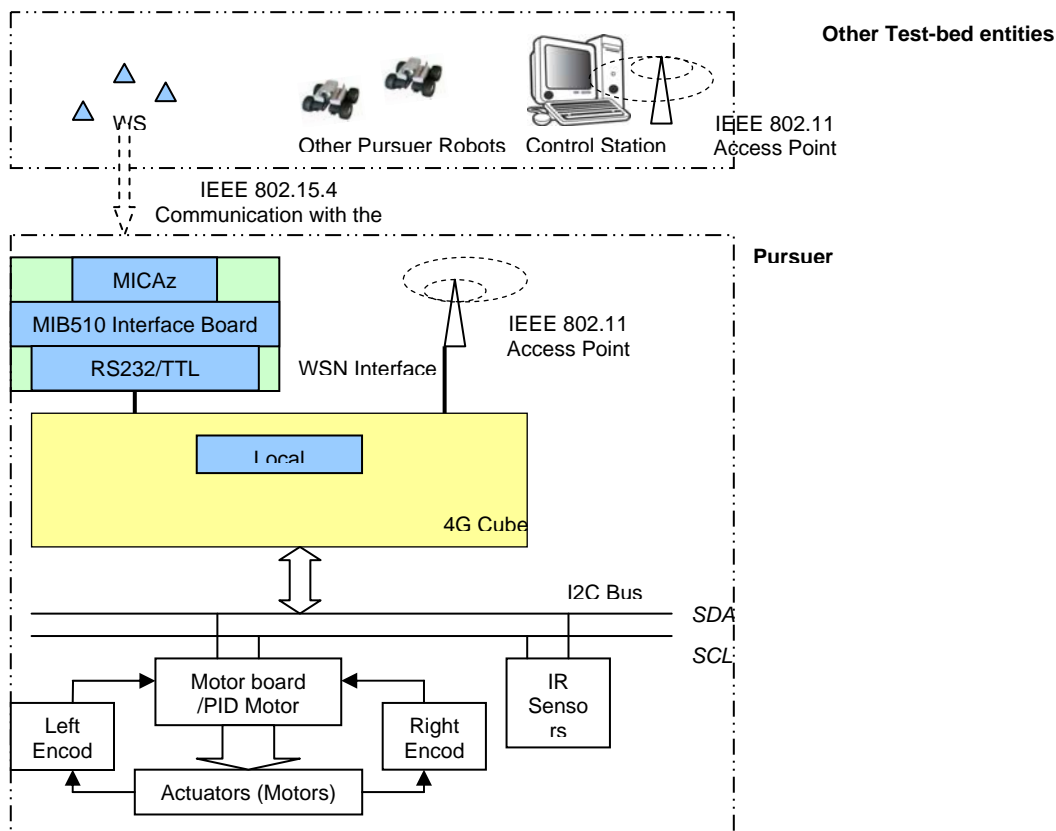 Other Test-bed entities
WS
Other Pursuer Robots
Control Station
IEEE 802.11
Access Point
IEEE 802.15.4
Communication with the
Pursuer
MICAz
MIB510 Interface Board
RS232/TTL
WSN Interface
IEEE 802.11
Access Point
Local
4G Cube
I2C Bus
SDA
SCL
Motor board
/PID Motor
IR
Senso
rs
Left
Encod
Right
Encod
Actuators (Motors)